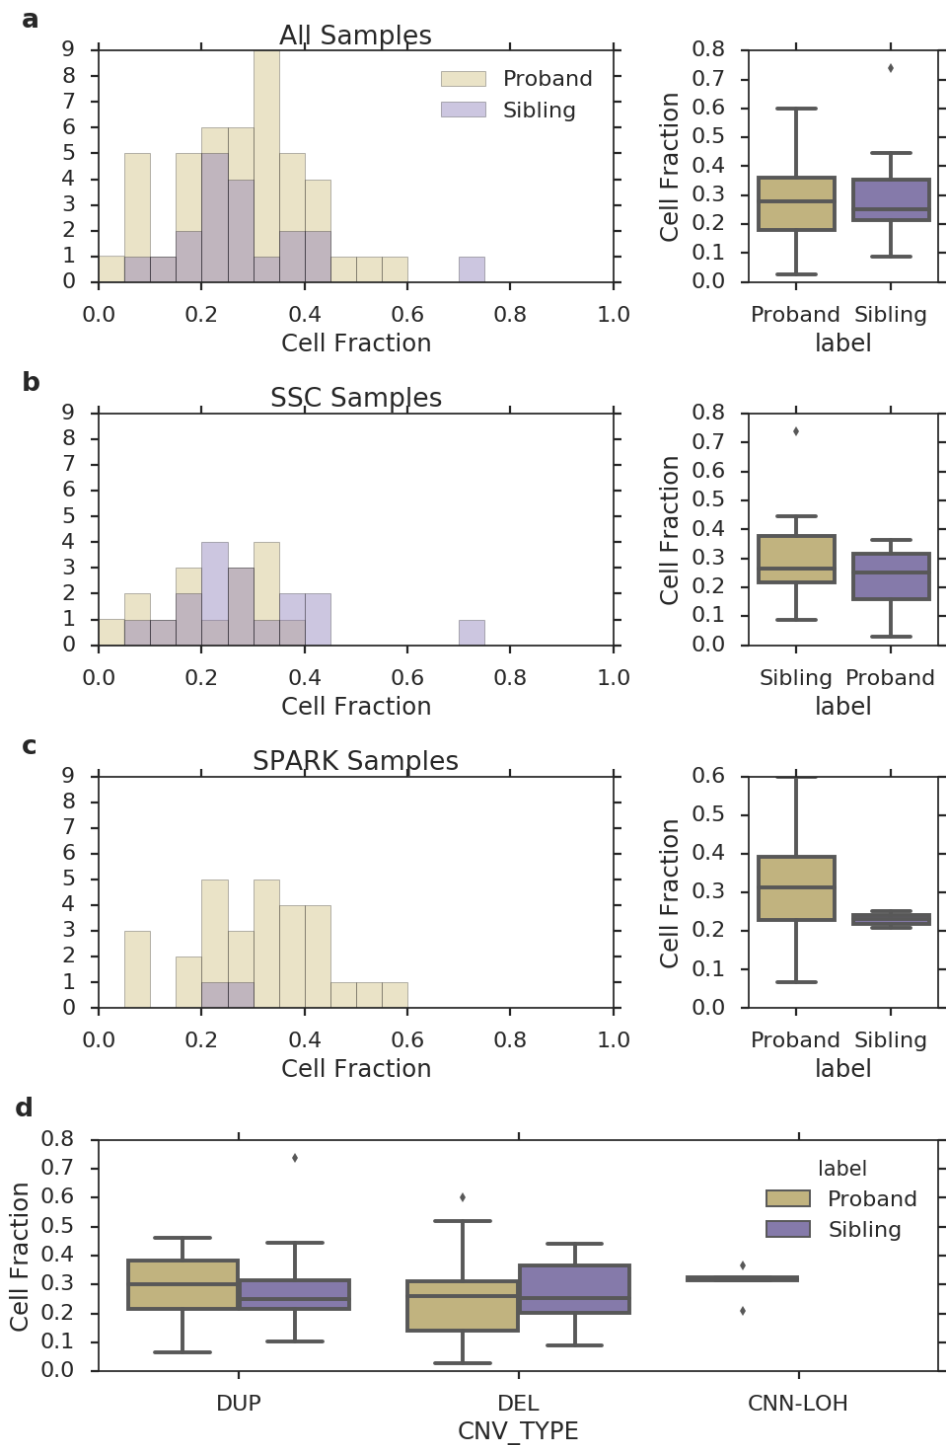 a
All Samples
9
8
7
6
5
4
3
2
1
0
0.0 0.2 0.4 0.6 0.8 1.0
Cell Fraction
Proband
Sibling
Cell Fraction
0.8
0.7
0.6
0.5
0.4
0.3
0.2
0.1
0.0
Proband Sibling
label
b
SSC Samples
9
8
7
6
5
4
3
2
1
0
0.0 0.2 0.4 0.6 0.8 1.0
Cell Fraction
Cell Fraction
0.8
0.7
0.6
0.5
0.4
0.3
0.2
0.1
0.0
Sibling Proband
label
c
SPARK Samples
9
8
7
6
5
4
3
2
1
0
0.0 0.2 0.4 0.6 0.8 1.0
Cell Fraction
Cell Fraction
0.6
0.5
0.4
0.3
0.2
0.1
0.0
Proband Sibling
label
d
Cell Fraction
0.8
0.7
0.6
0.5
0.4
0.3
0.2
0.1
0.0
label
Proband
Sibling
DUP DEL CNN-LOH
CNV_TYPE